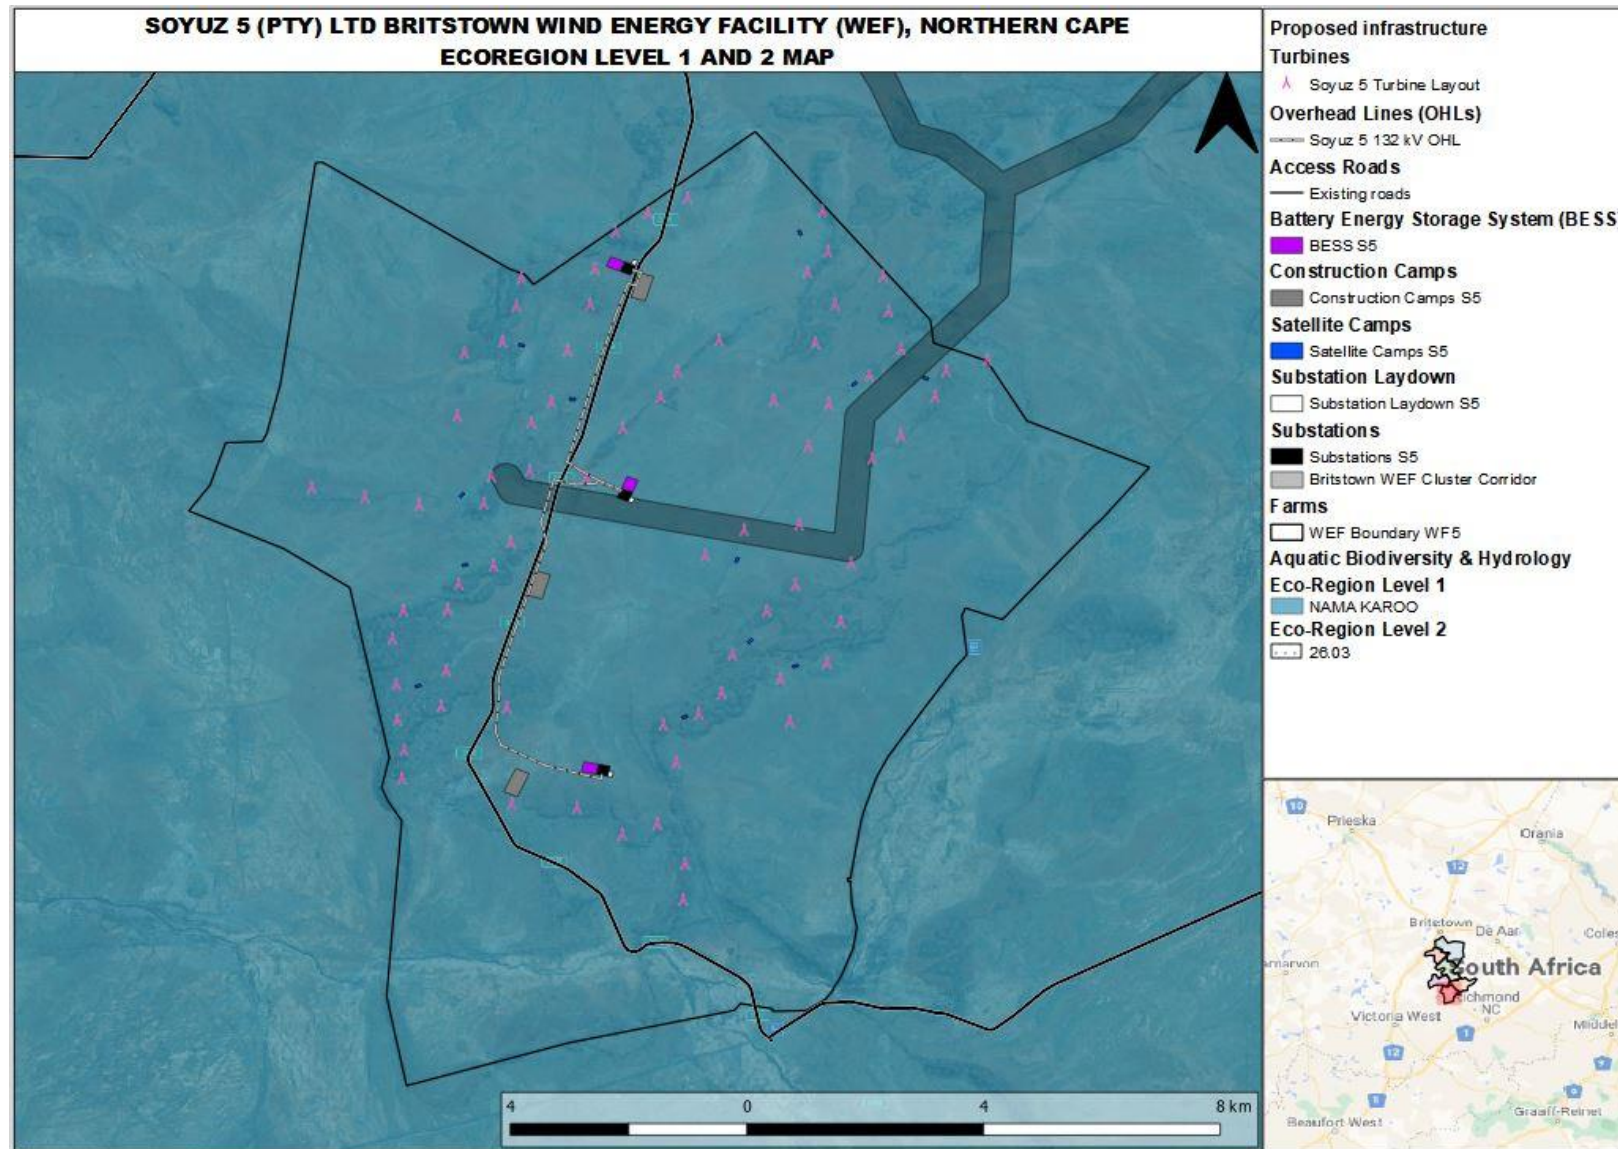 SOYUZ 5 (PTY) LTD BRITSTOWN WIND ENERGY FACILITY (WEF), NORTHERN CAPE
ECOREGION LEVEL 1 AND 2 MAP
Proposed infrastructure
Turbines
Soyuz 5 Turbine Layout
Overhead Lines (OHLs)
Soyuz 5 132 kV OHL
Access Roads
Existing roads
Battery Energy Storage System (BESS
BESS S5
Construction Camps
Construction Camps S5
Satellite Camps
Satellite Camps S5
Substation Laydown
Substation Laydown S5
Substations
Substations S5
Britstown WEF Cluster Corridor
Farms
WEF Boundary WF5
Aquatic Biodiversity & Hydrology
Eco-Region Level 1
NAMA KAROO
Eco-Region Level 2
26.03
4 0 4 8 km
10
Prieska
Orania
12
Britstown
De Aar
Coles
South Africa
Richmond
NC
Victoria West
1
12
Graaff-Reinet
Beaufort West